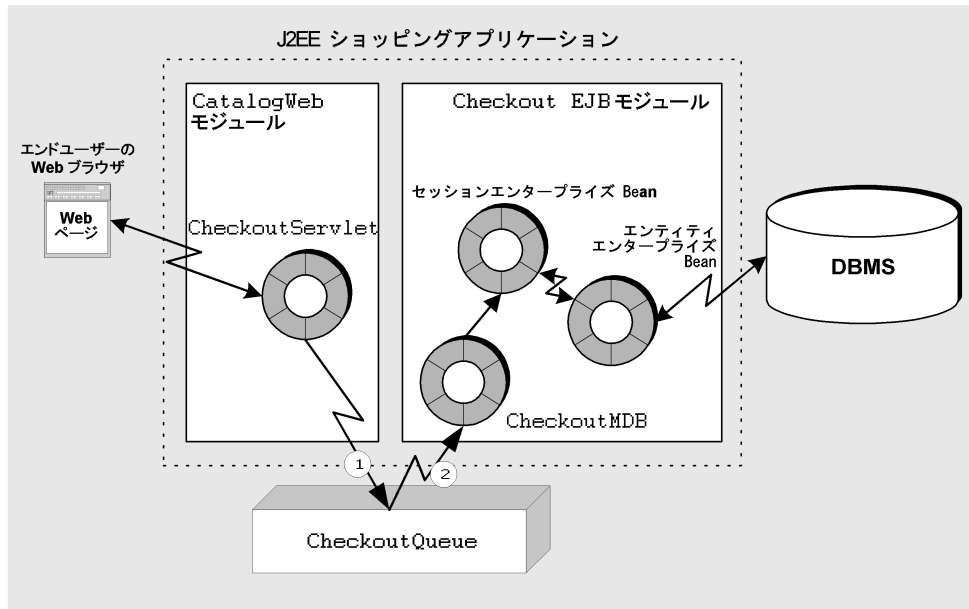 J2EE ショッピングアプリケーション
CatalogWeb
モジュール
Checkout EJBモジュール
エンドユーザーの
Web ブラウザ
Web
ページ
CheckoutServlet
セッションエンタープライズ Bean
エンティティ
エンタープライズ
Bean
DBMS
CheckoutMDB
1
2
CheckoutQueue